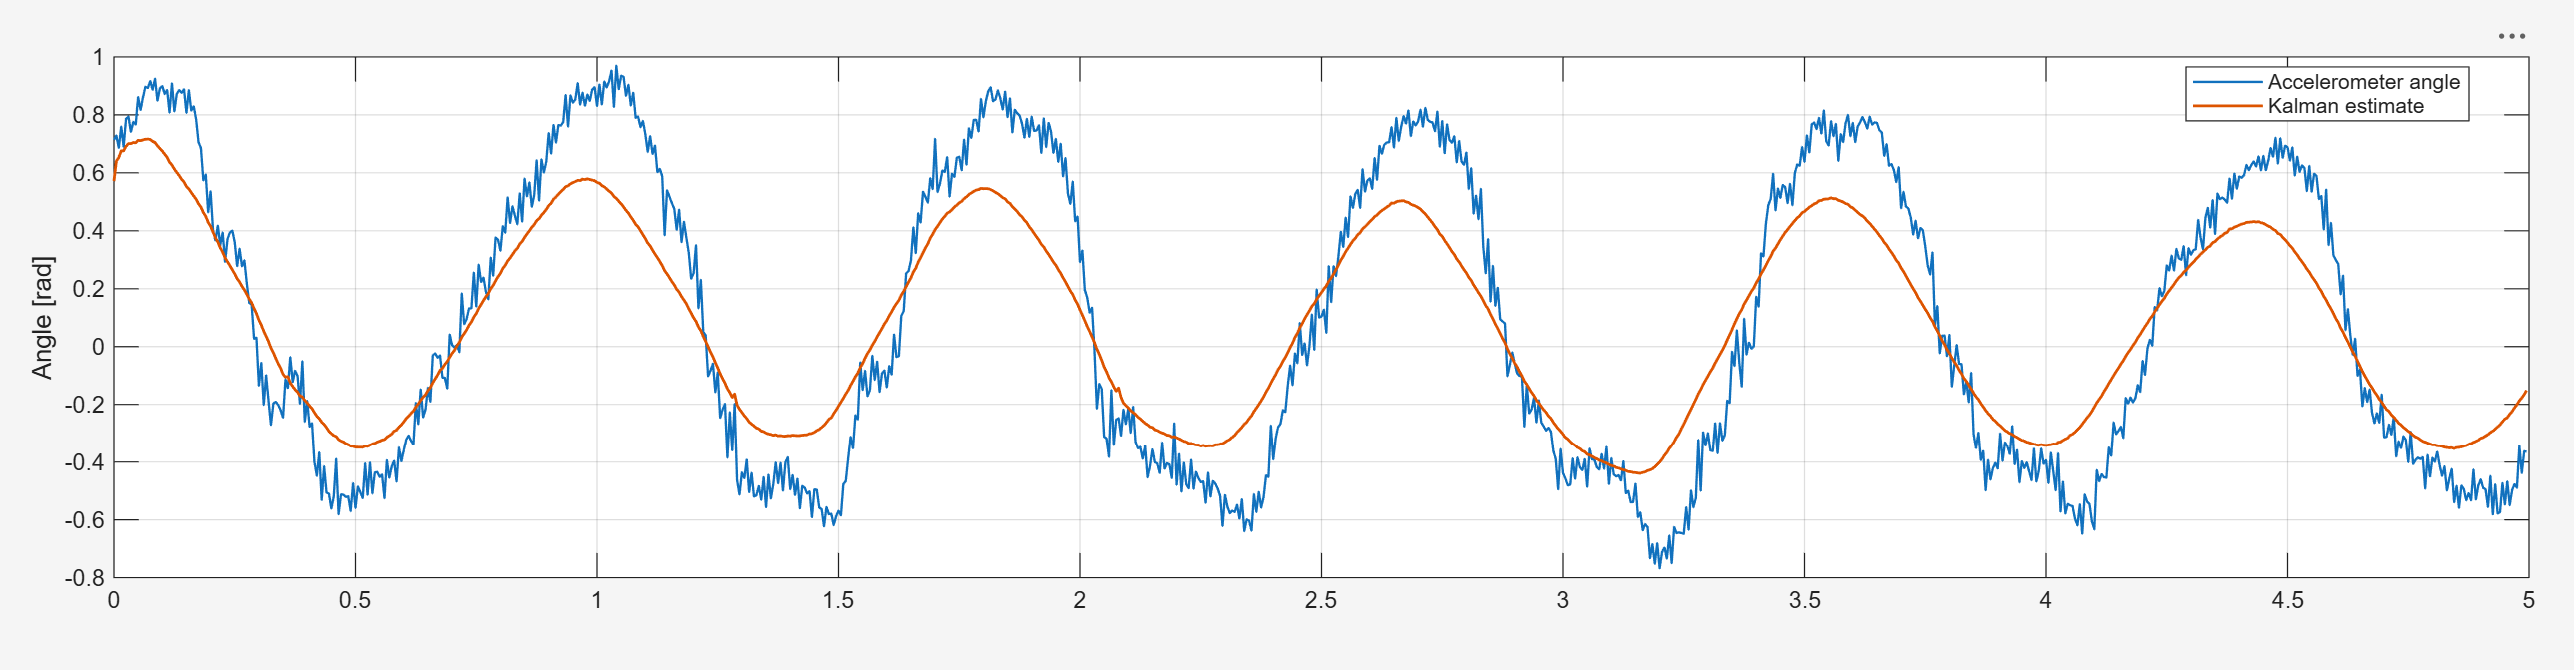 1
0.8
0.6
0.4
0.2
0
-0.2
-0.4
-0.6
-0.8
Angle [rad]
Accelerometer angle
Kalman estimate
0 0.5 1 1.5 2 2.5 3 3.5 4 4.5 5